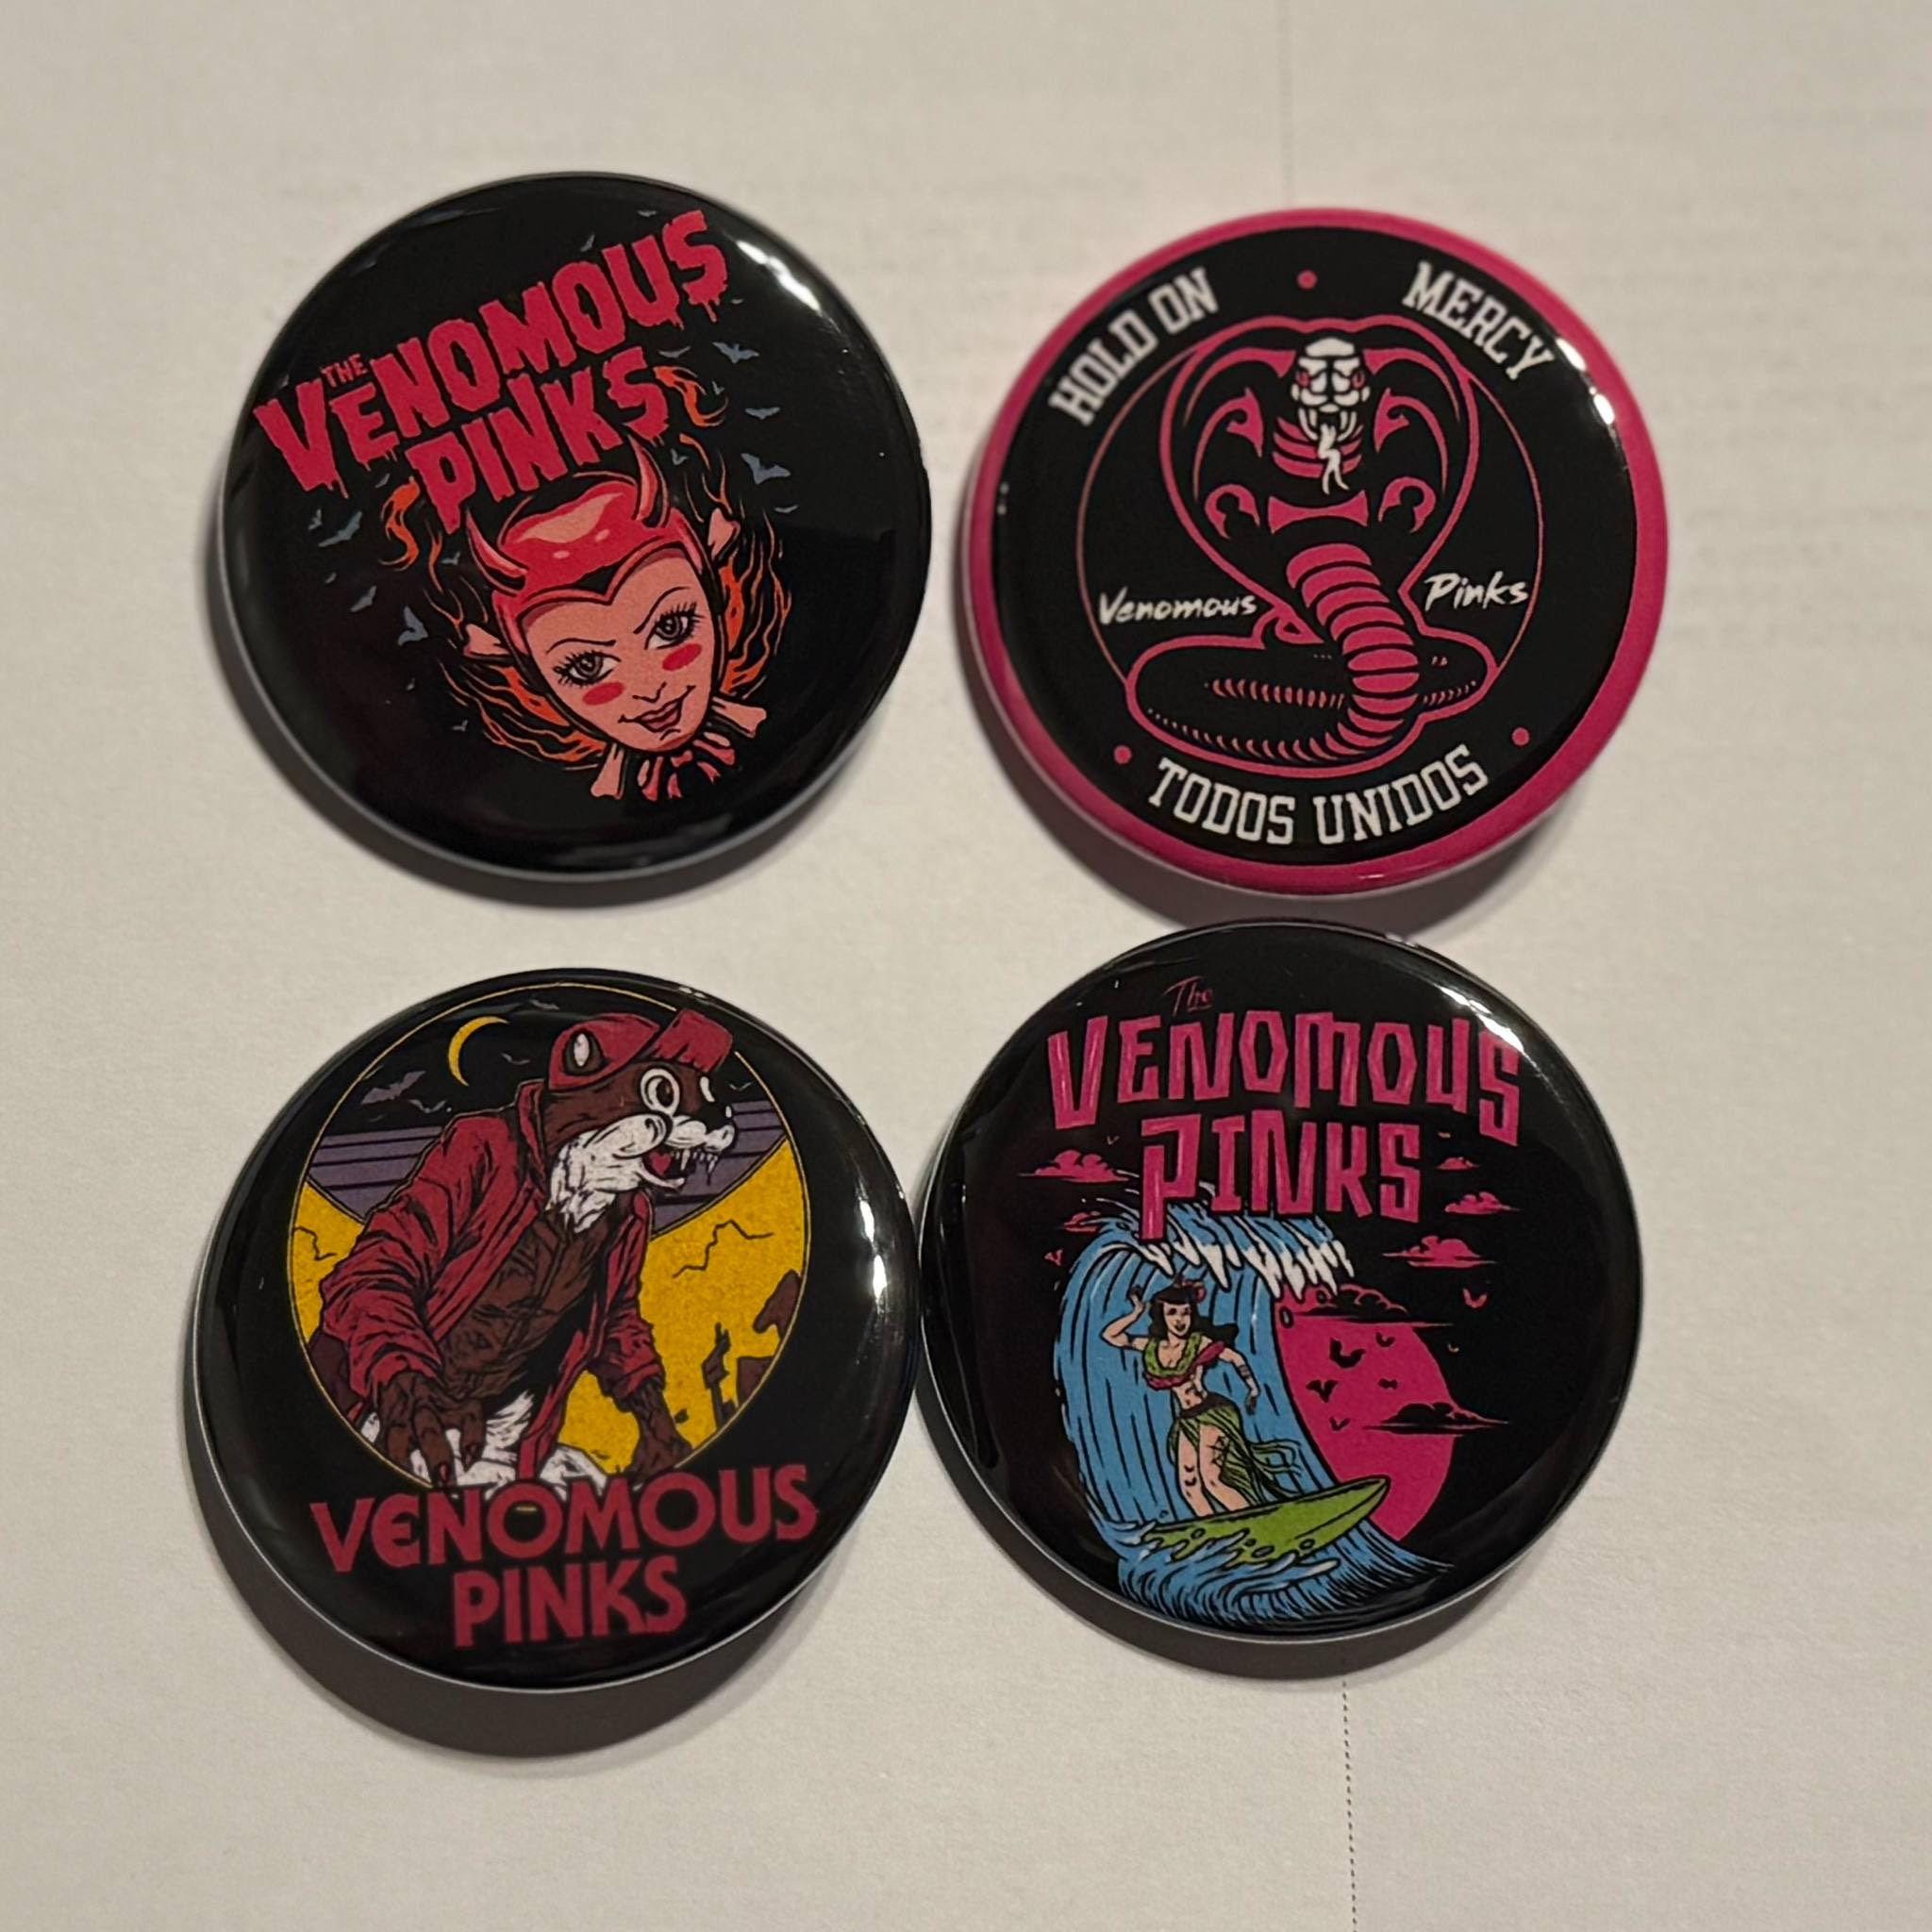 THE
VENOMOUS
PINKS
HOLD ON • MERCY
Venomous Pinks
• TODOS UNIDOS •
VENOMOUS
PINKS
The
VENOMOUS
PINKS